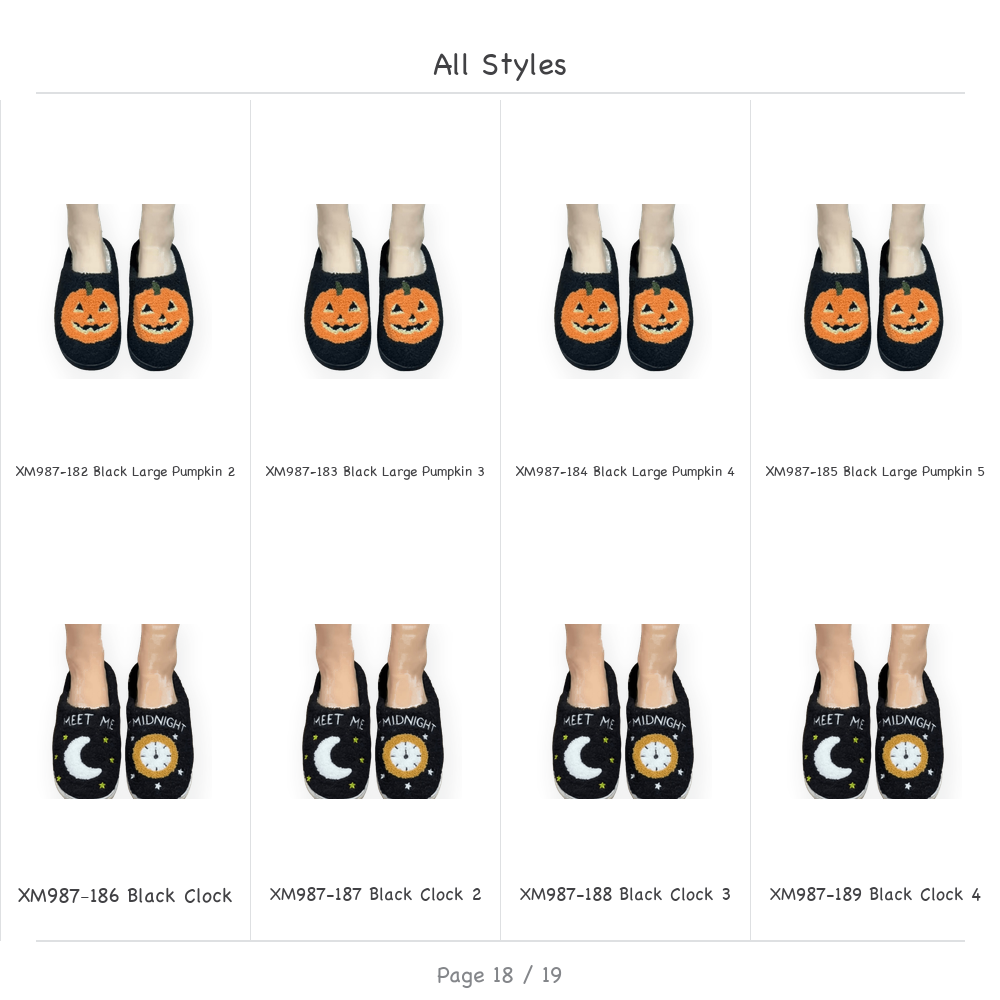 All Styles
XM987-182 Black Large Pumpkin 2
XM987-183 Black Large Pumpkin 3
XM987-184 Black Large Pumpkin 4
XM987-185 Black Large Pumpkin 5
MEET ME MIDNIGHT
MEET ME MIDNIGHT
MEET ME MIDNIGHT
MEET ME MIDNIGHT
XM987-186 Black Clock
XM987-187 Black Clock 2
XM987-188 Black Clock 3
XM987-189 Black Clock 4
Page 18 / 19